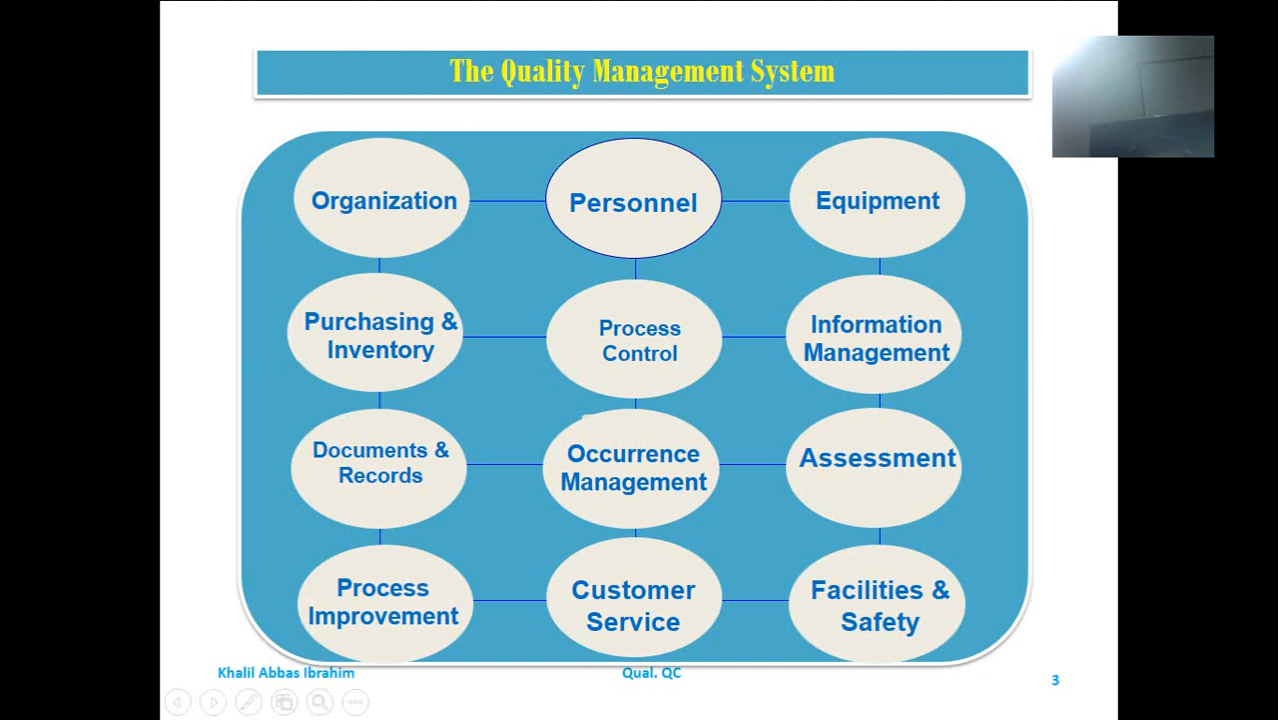 The Quality Management System
Organization
Personnel
Equipment
Purchasing &
Inventory
Process
Control
Information
Management
Documents &
Records
Occurrence
Management
Assessment
Process
Improvement
Customer
Service
Facilities &
Safety
Khalil Abbas Ibrahim
Qual. QC
3